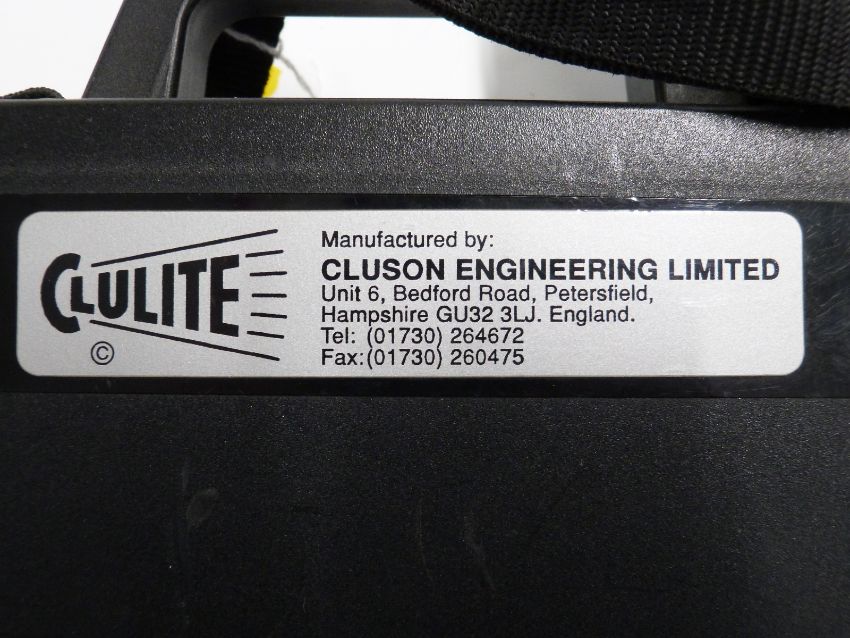 CLULITE
©
Manufactured by:
CLUSON ENGINEERING LIMITED
Unit 6, Bedford Road, Petersfield,
Hampshire GU32 3LJ. England.
Tel: (01730) 264672
Fax:(01730) 260475